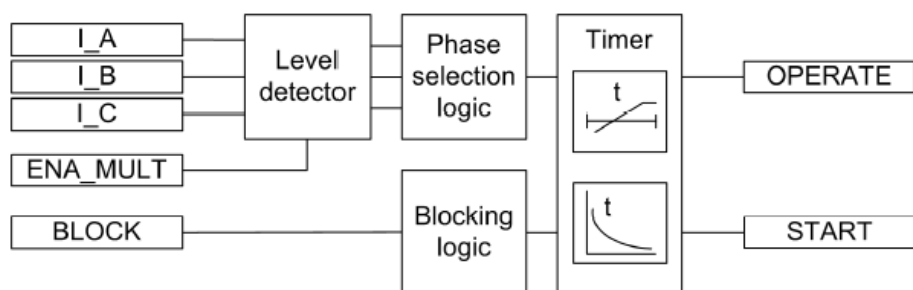 I_A
I_B
I_C
ENA_MULT
BLOCK
Level
detector
Phase
selection
logic
Blocking
logic
Timer
t
t
OPERATE
START